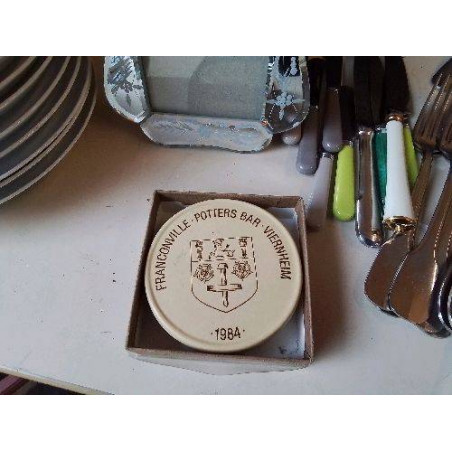 FRANCONVILLE · POTTERS BAR · VIERNHEIM
· 1984 ·